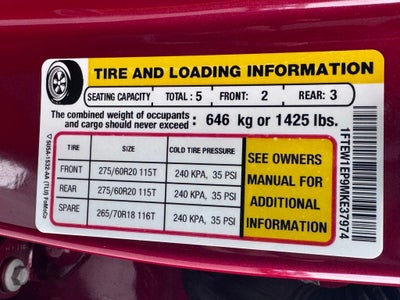 TIRE AND LOADING INFORMATION
SEATING CAPACITY TOTAL : 5 FRONT: 2 REAR: 3
The combined weight of occupants
and cargo should never exceed : 646 kg or 1425 lbs.
TIRE SIZE COLD TIRE PRESSURE
FRONT 275/60R20 115T 240 KPA, 35 PSI
REAR 275/60R20 115T 240 KPA, 35 PSI
SPARE 265/70R18 116T 240 KPA, 35 PSI
SEE OWNERS
MANUAL FOR
ADDITIONAL
INFORMATION
1FTEW1EP9MKE37974